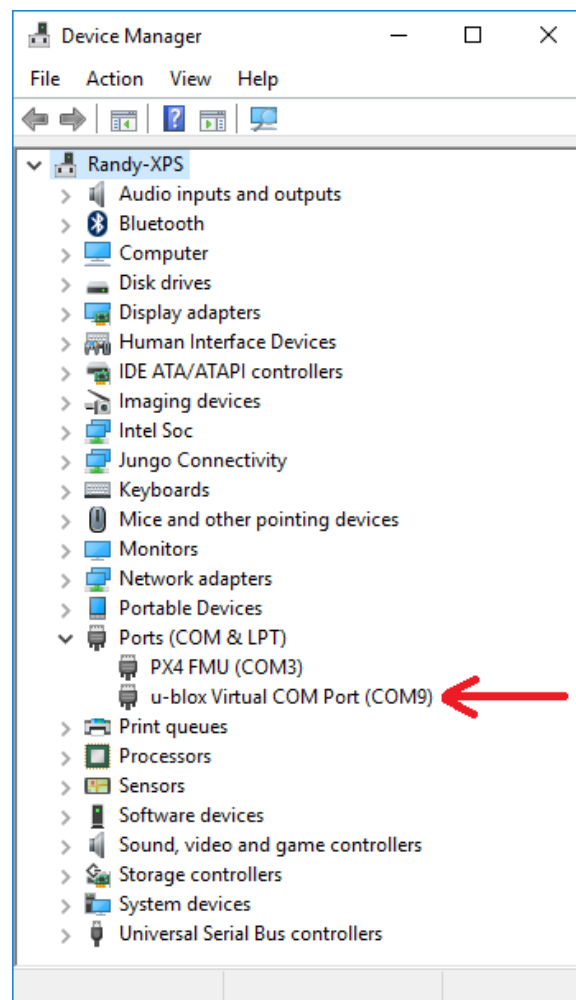 Device Manager
File Action View Help
Randy-XPS
Audio inputs and outputs
Bluetooth
Computer
Disk drives
Display adapters
Human Interface Devices
IDE ATA/ATAPI controllers
Imaging devices
Intel Soc
Jungo Connectivity
Keyboards
Mice and other pointing devices
Monitors
Network adapters
Portable Devices
Ports (COM & LPT)
PX4 FMU (COM3)
u-blox Virtual COM Port (COM9)
Print queues
Processors
Sensors
Software devices
Sound, video and game controllers
Storage controllers
System devices
Universal Serial Bus controllers